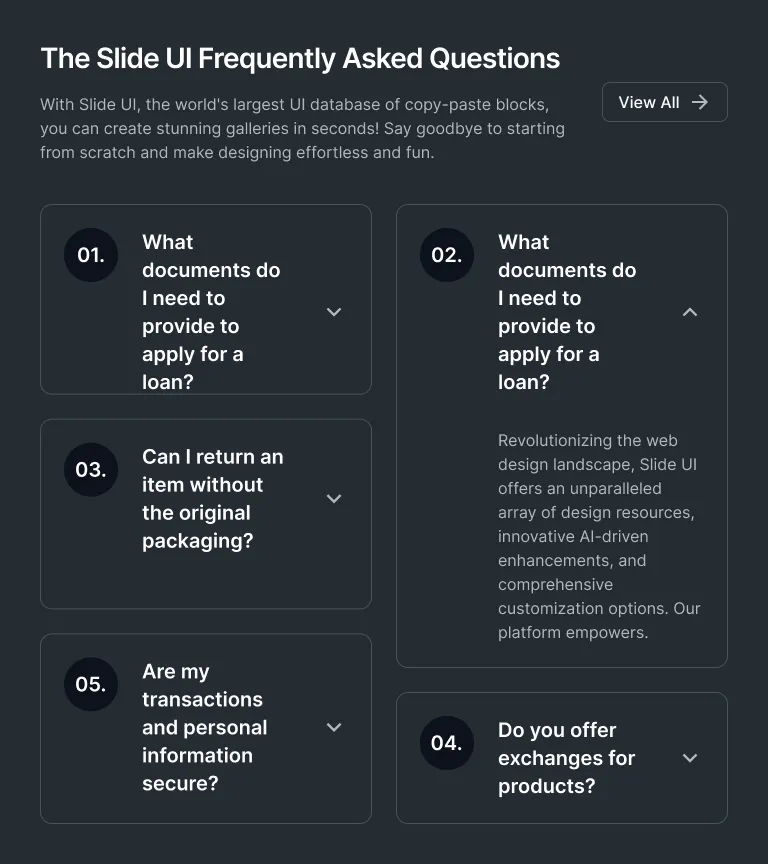 The Slide UI Frequently Asked Questions
With Slide UI, the world's largest UI database of copy-paste blocks,
you can create stunning galleries in seconds! Say goodbye to starting
from scratch and make designing effortless and fun.
View All
01.
What
documents do
I need to
provide to
apply for a
loan?
02.
What
documents do
I need to
provide to
apply for a
loan?
Revolutionizing the web
design landscape, Slide UI
offers an unparalleled
array of design resources,
innovative AI-driven
enhancements, and
comprehensive
customization options. Our
platform empowers.
03.
Can I return an
item without
the original
packaging?
04.
Do you offer
exchanges for
products?
05.
Are my
transactions
and personal
information
secure?